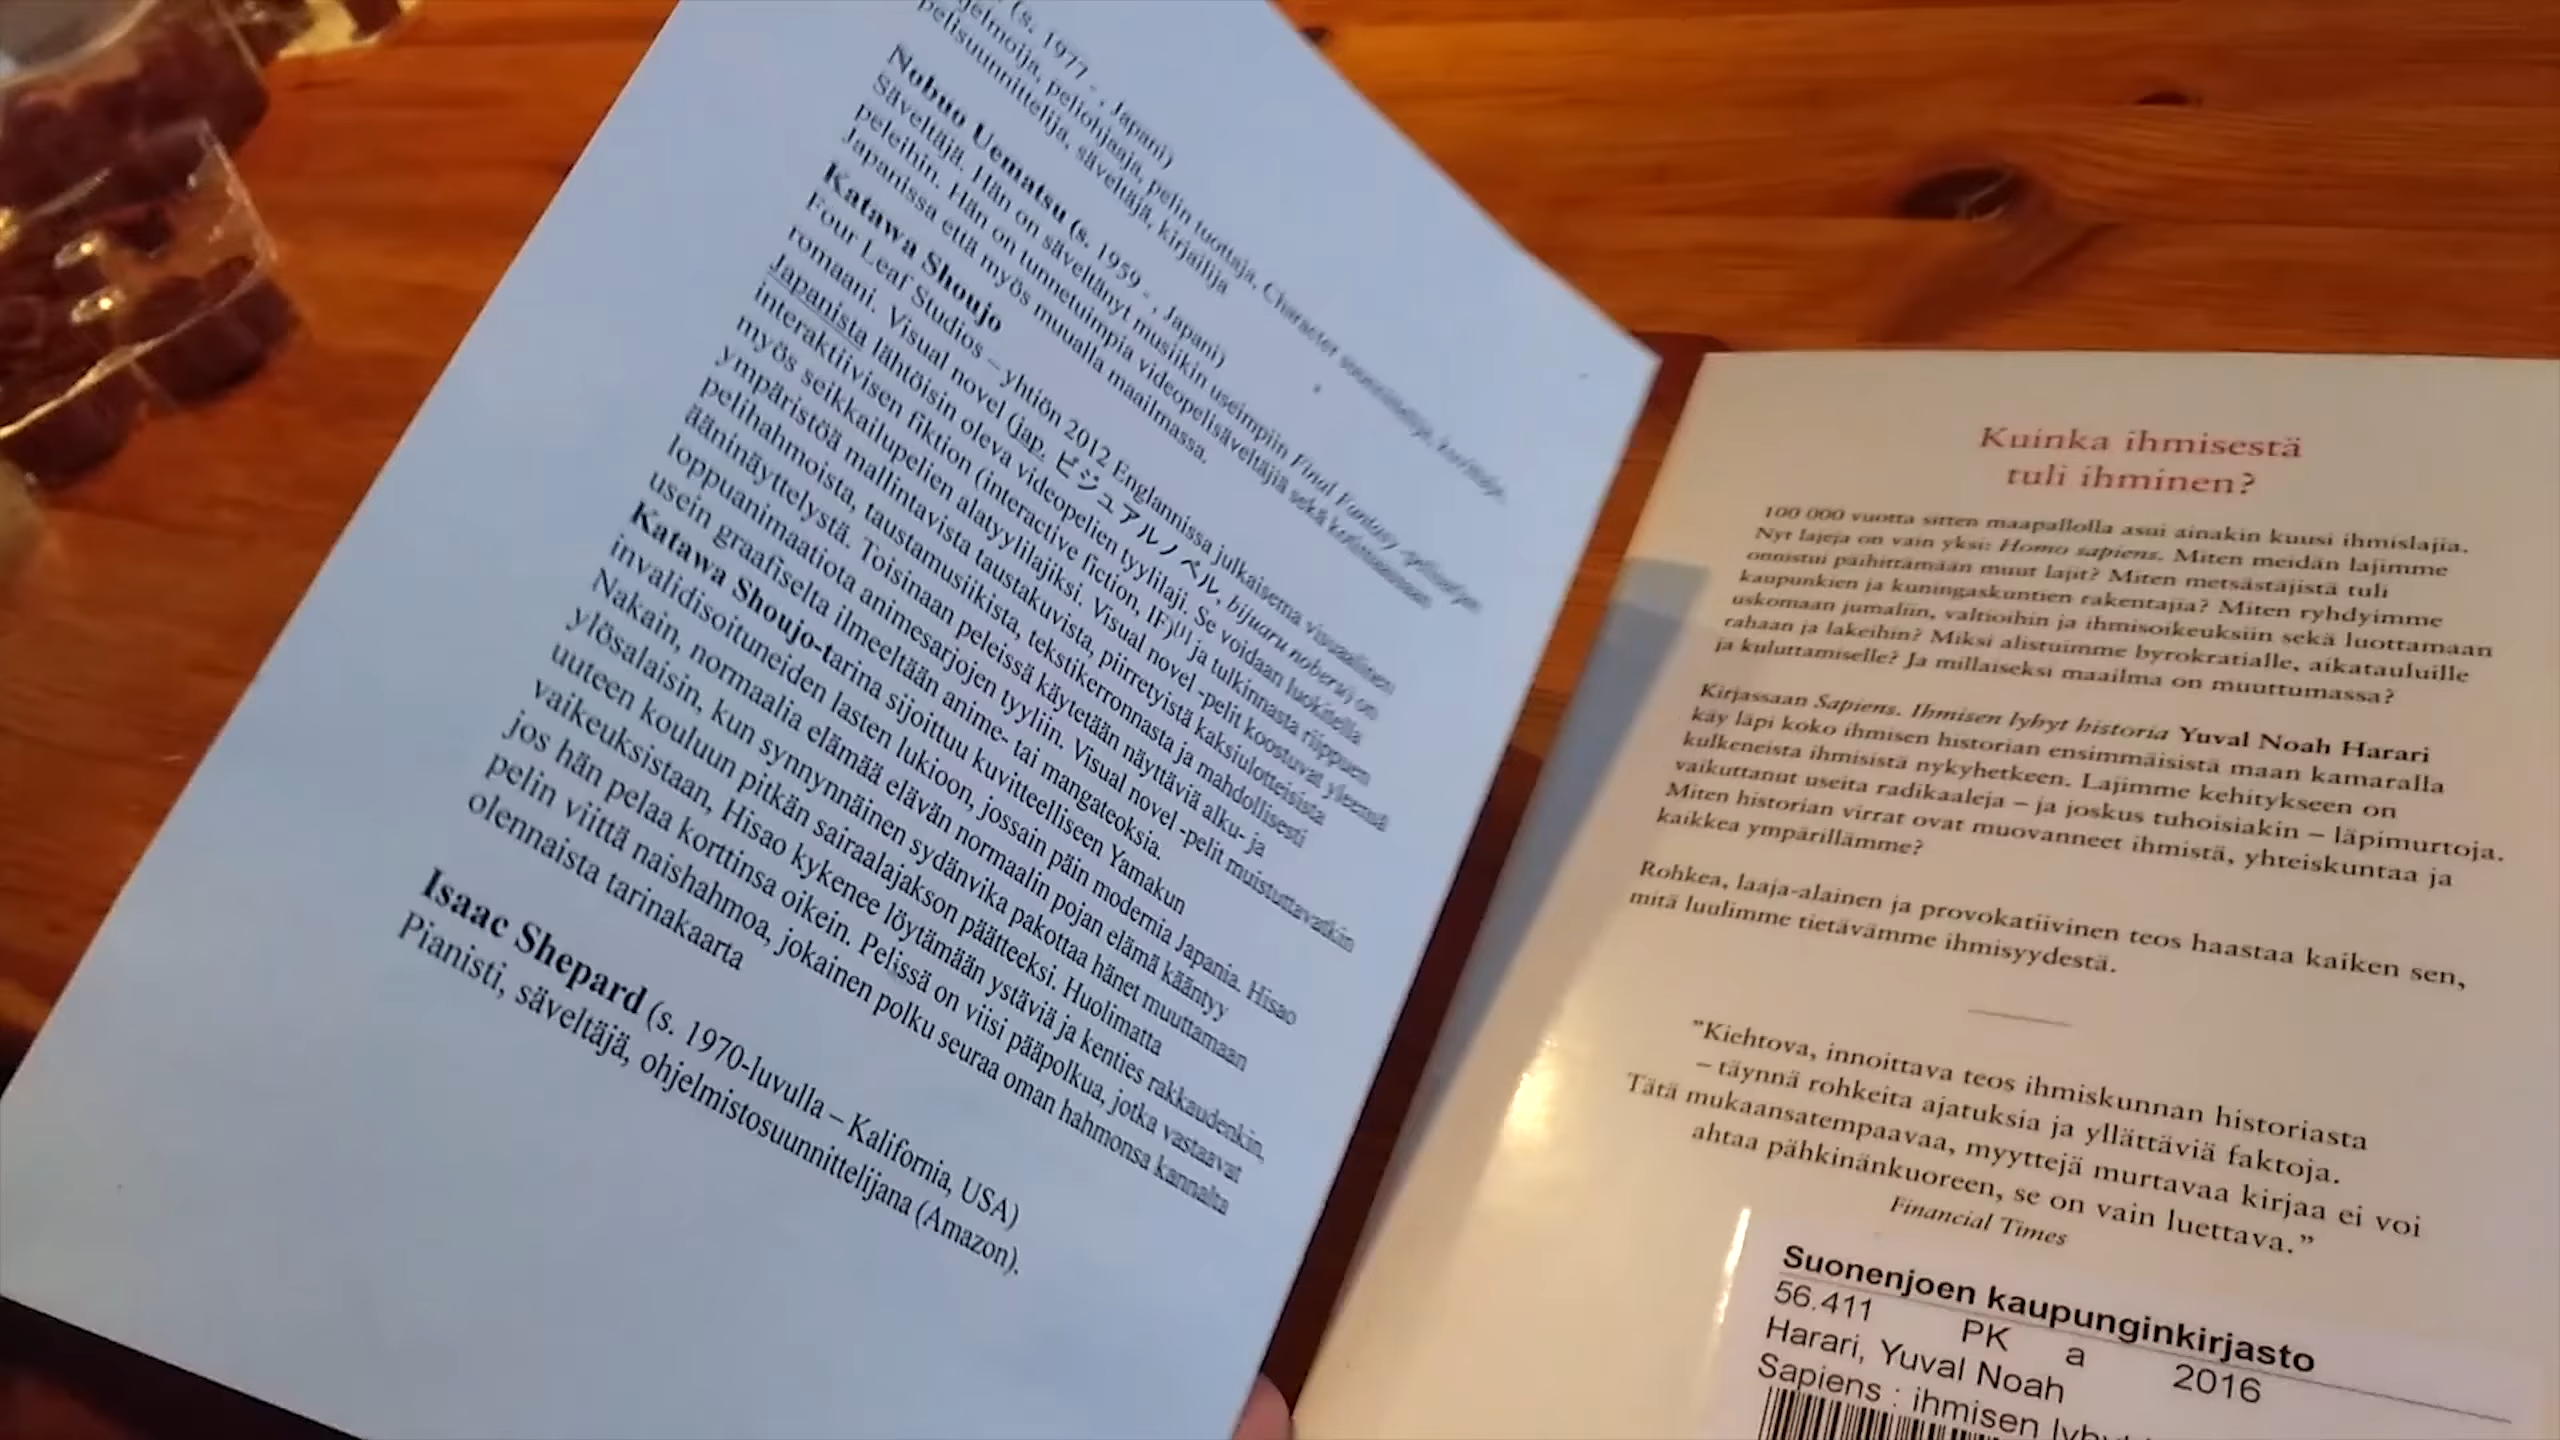 (s. 1977 - , Japani)
peliohjaaja, pelin tuottaja, Character
pelisuunnittelija, säveltäjä, kirjailija
Nobuo Uematsu (s. 1959 - , Japani)
Säveltäjä. Hän on säveltänyt musiikin useimpiin Final Fantasy
peleihin. Hän on tunnetuimpia videopelisäveltäjiä sekä
Japanissa että myös muualla maailmassa.
Katawa Shoujo
Four Leaf Studios – yhtiön 2012 Englannissa julkaisema visuaalinen
romaani. Visual novel (jap. ビジュアルノベル, bijuaru noberu) on
Japanista lähtöisin oleva videopelien tyylilaji. Se voidaan luokitella
interaktiivisen fiktion (interactive fiction, IF)[1] ja tulkinnasta riippuen
myös seikkailupelien alatyylilajiksi. Visual novel -pelit koostuvat yleensä
ympäristöä mallintavista taustakuvista, piirretyistä kaksiulotteisista
pelihahmoista, taustamusiikista, tekstikerronnasta ja mahdollisesti
ääninäyttelystä. Toisinaan peleissä käytetään näyttäviä alku- ja
loppuanimaatiota animesarjojen tyyliin. Visual novel -pelit muistuttavatkin
usein graafiselta ilmeeltään anime- tai mangateoksia.
Katawa Shoujo-tarina sijoittuu kuvitteelliseen Yamakun
invalidisoituneiden lasten lukioon, jossain päin modernia Japania. Hisao
Nakain, normaalia elämää elävän normaalin pojan elämä kääntyy
ylösalaisin, kun synnynnäinen sydänvika pakottaa hänet muuttamaan
uuteen kouluun pitkän sairaalajakson päätteeksi. Huolimatta
vaikeuksistaan, Hisao kykenee löytämään ystäviä ja kenties rakkaudenkin,
jos hän pelaa korttinsa oikein. Pelissä on viisi pääpolkua, jotka vastaavat
pelin viittä naishahmoa, jokainen polku seuraa oman hahmonsa kannalta
olennaista tarinakaarta
Isaac Shepard (s. 1970-luvulla – Kalifornia, USA)
Pianisti, säveltäjä, ohjelmistosuunnittelijana (Amazon).
Kuinka ihmisestä
tuli ihminen?
100 000 vuotta sitten maapallolla asui ainakin kuusi ihmislajia.
Nyt lajeja on vain yksi: Homo sapiens. Miten meidän lajimme
onnistui päihittämään muut lajit? Miten metsästäjistä tuli
kaupunkien ja kuningaskuntien rakentajia? Miten ryhdyimme
uskomaan jumaliin, valtioihin ja ihmisoikeuksiin sekä luottamaan
rahaan ja lakeihin? Miksi alistuimme byrokratialle, aikatauluille
ja kuluttamiselle? Ja millaiseksi maailma on muuttumassa?
Kirjassaan Sapiens. Ihmisen lyhyt historia Yuval Noah Harari
käy läpi koko ihmisen historian ensimmäisistä maan kamaralla
kulkeneista ihmisistä nykyhetkeen. Lajimme kehitykseen on
vaikuttanut useita radikaaleja – ja joskus tuhoisiakin – läpimurtoja.
Miten historian virrat ovat muovanneet ihmistä, yhteiskuntaa ja
kaikkea ympärillämme?
Rohkea, laaja-alainen ja provokatiivinen teos haastaa kaiken sen,
mitä luulimme tietävämme ihmisyydestä.
”Kiehtova, innoittava teos ihmiskunnan historiasta
– täynnä rohkeita ajatuksia ja yllättäviä faktoja.
Tätä mukaansatempaavaa, myyttejä murtavaa kirjaa ei voi
ahtaa pähkinänkuoreen, se on vain luettava.”
Financial Times
Suonenjoen kaupunginkirjasto
56.411 PK a 2016
Harari, Yuval Noah
Sapiens : ihmisen